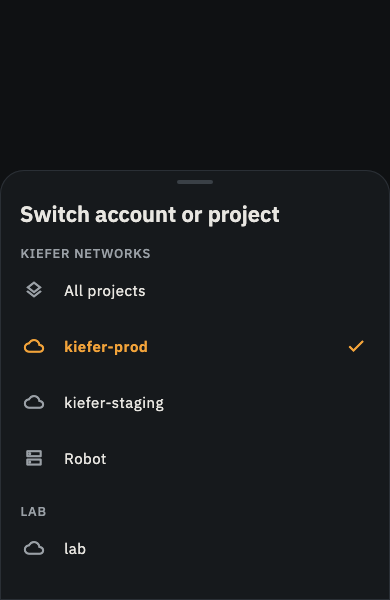 Switch account or project
KIEFER NETWORKS
All projects
kiefer-prod
kiefer-staging
Robot
LAB
lab